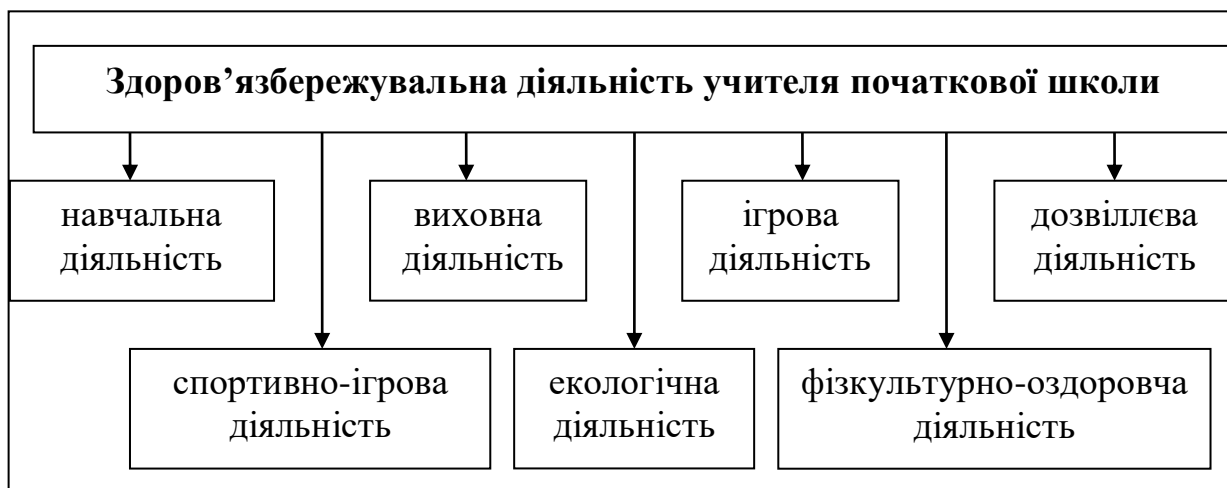 Здоров’язбережувальна діяльність учителя початкової школи
навчальна
діяльність
виховна
діяльність
ігрова
діяльність
дозвіллєва
діяльність
спортивно-ігрова
діяльність
екологічна
діяльність
фізкультурно-оздоровча
діяльність